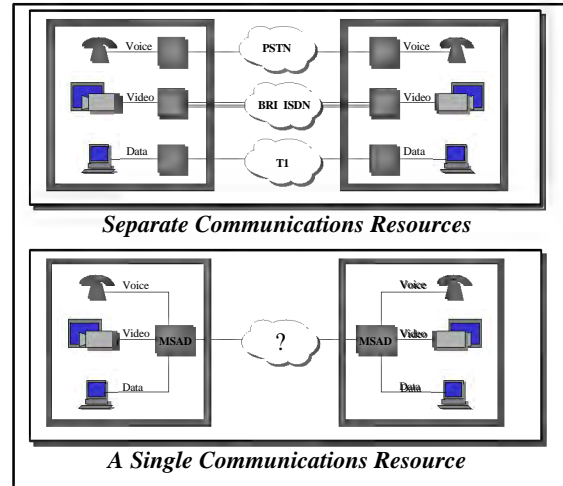 Voice PSTN Voice
Video BRI ISDN Video
Data T1 Data
Separate Communications Resources
Voice Voice
Video MSAD ? MSAD Video
Data Data
A Single Communications Resource